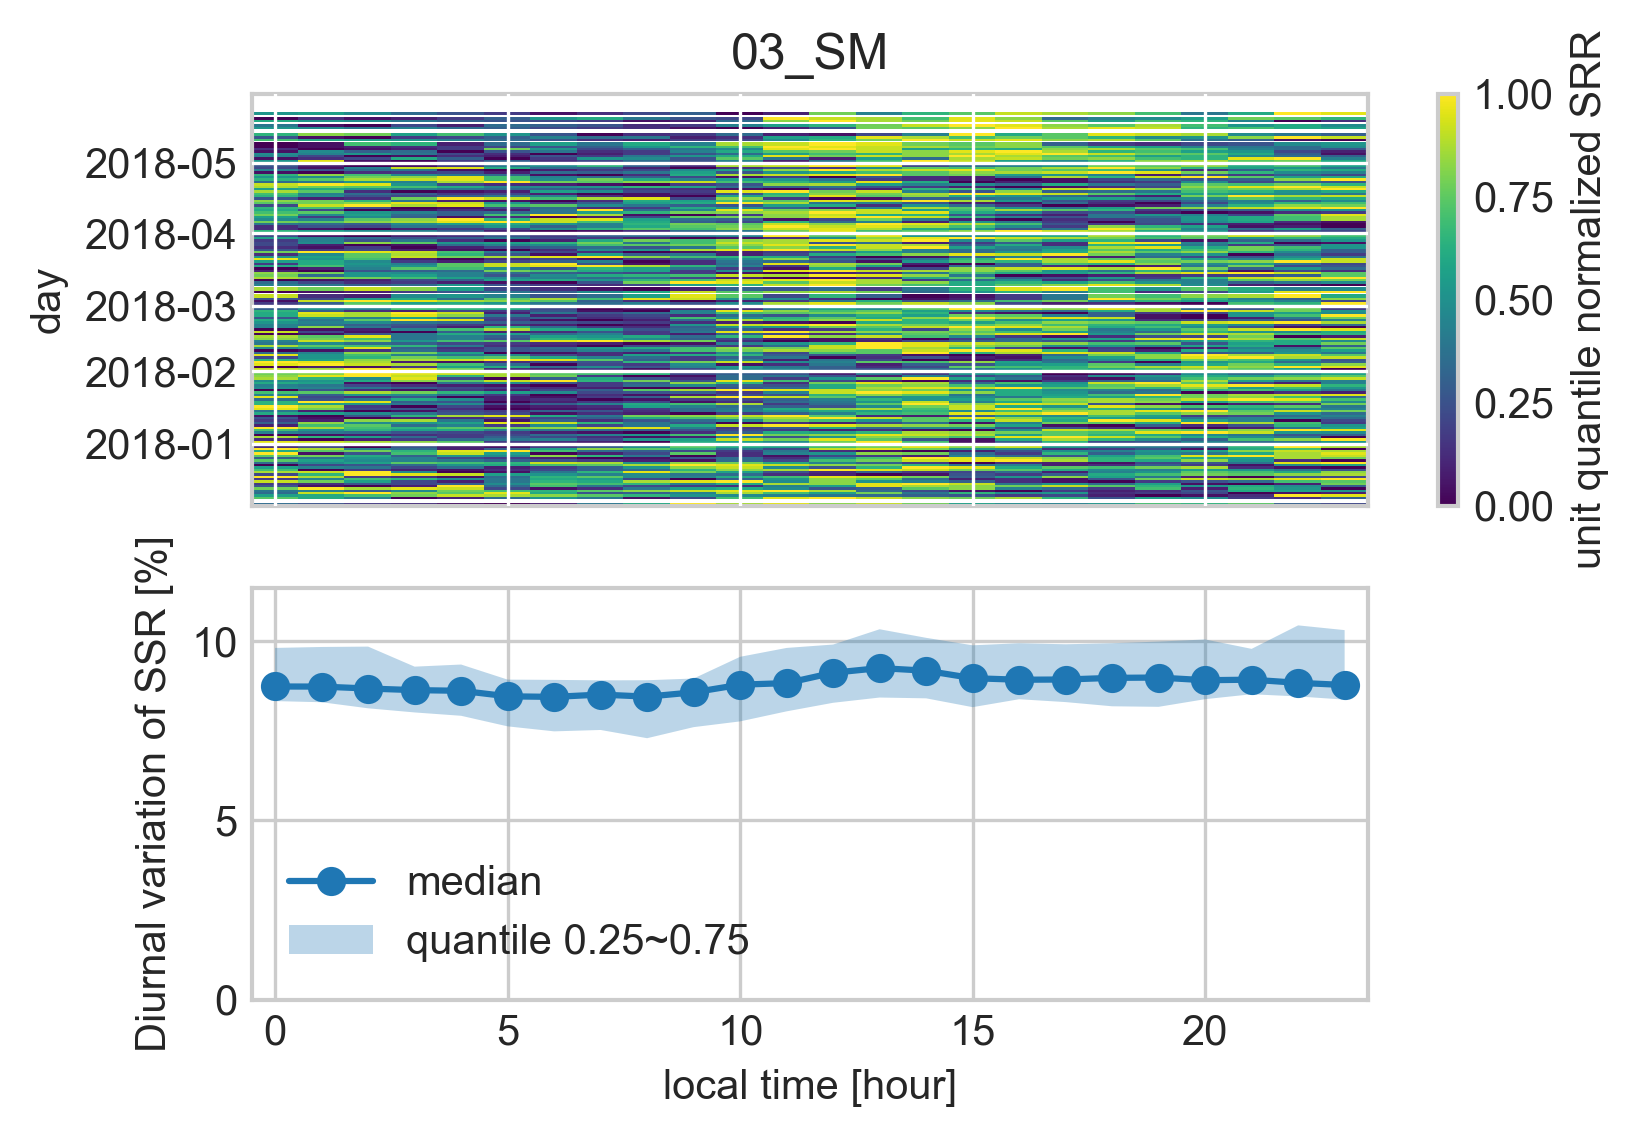 03_SM
day
2018-05
2018-04
2018-03
2018-02
2018-01
1.00
0.75
0.50
0.25
0.00
unit quantile normalized SRR
Diurnal variation of SSR [%]
10
5
0
median
quantile 0.25~0.75
0 5 10 15 20
local time [hour]